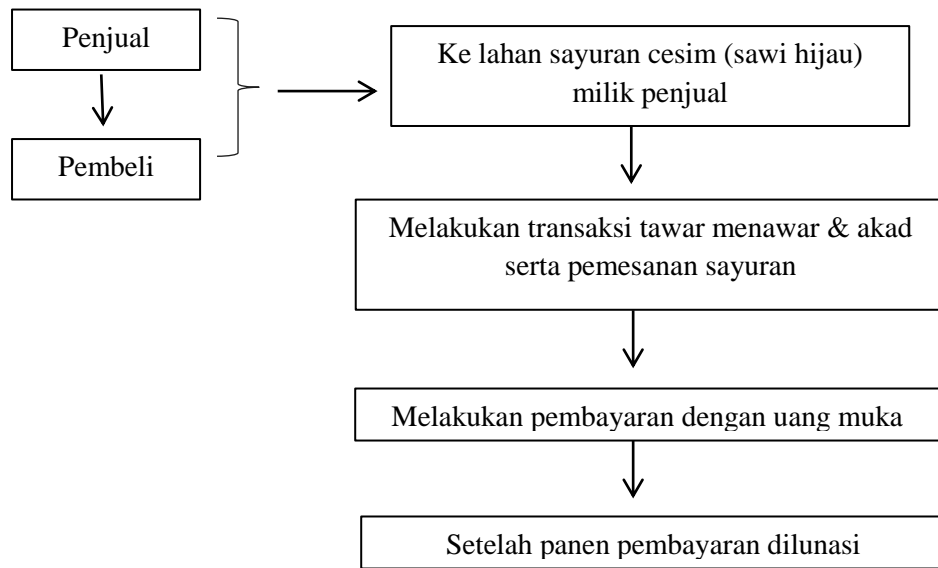 Penjual
Pembeli
Ke lahan sayuran cesim (sawi hijau)
milik penjual
Melakukan transaksi tawar menawar & akad
serta pemesanan sayuran
Melakukan pembayaran dengan uang muka
Setelah panen pembayaran dilunasi